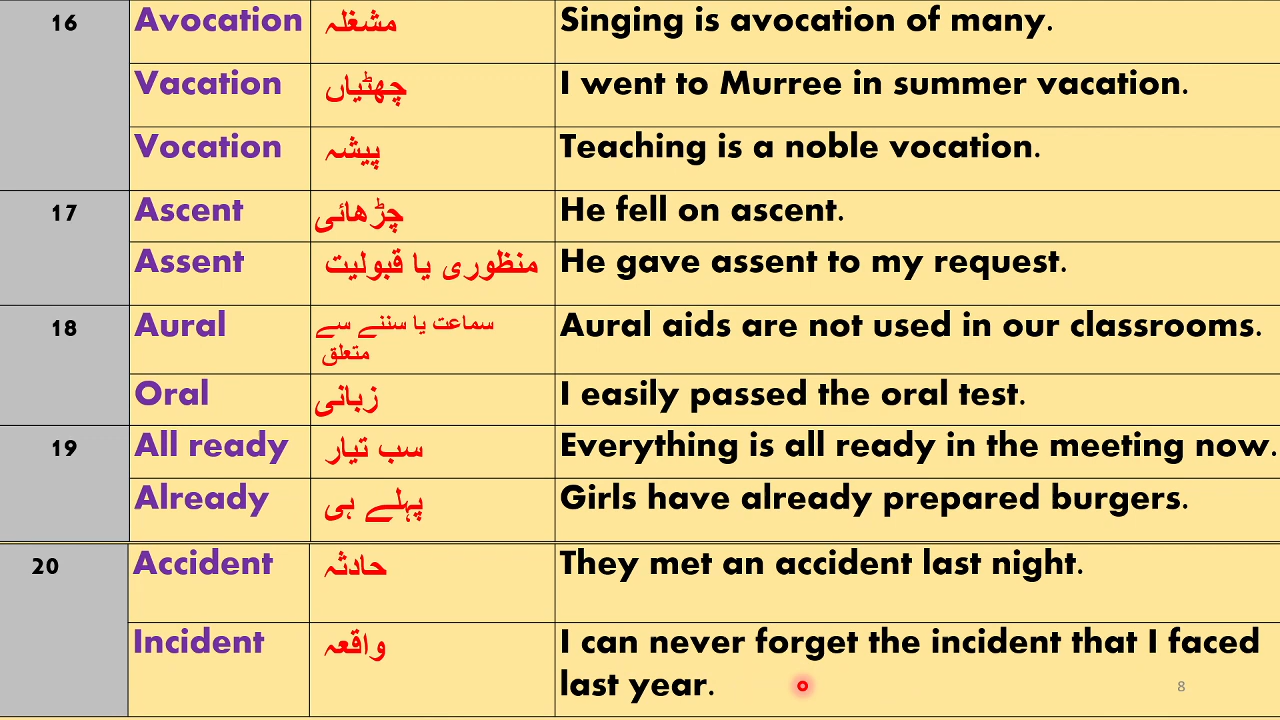 16 Avocation مشغلہ Singing is avocation of many.
Vacation چھٹیاں I went to Murree in summer vacation.
Vocation پیشہ Teaching is a noble vocation.
17 Ascent چڑھائی He fell on ascent.
Assent منظوری یا قبولیت He gave assent to my request.
18 Aural سماعت یا سننے سے Aural aids are not used in our classrooms.
متعلق
Oral زبانی I easily passed the oral test.
19 All ready سب تیار Everything is all ready in the meeting now.
Already پہلے ہی Girls have already prepared burgers.
20 Accident حادثہ They met an accident last night.
Incident واقعہ I can never forget the incident that I faced
last year.
8